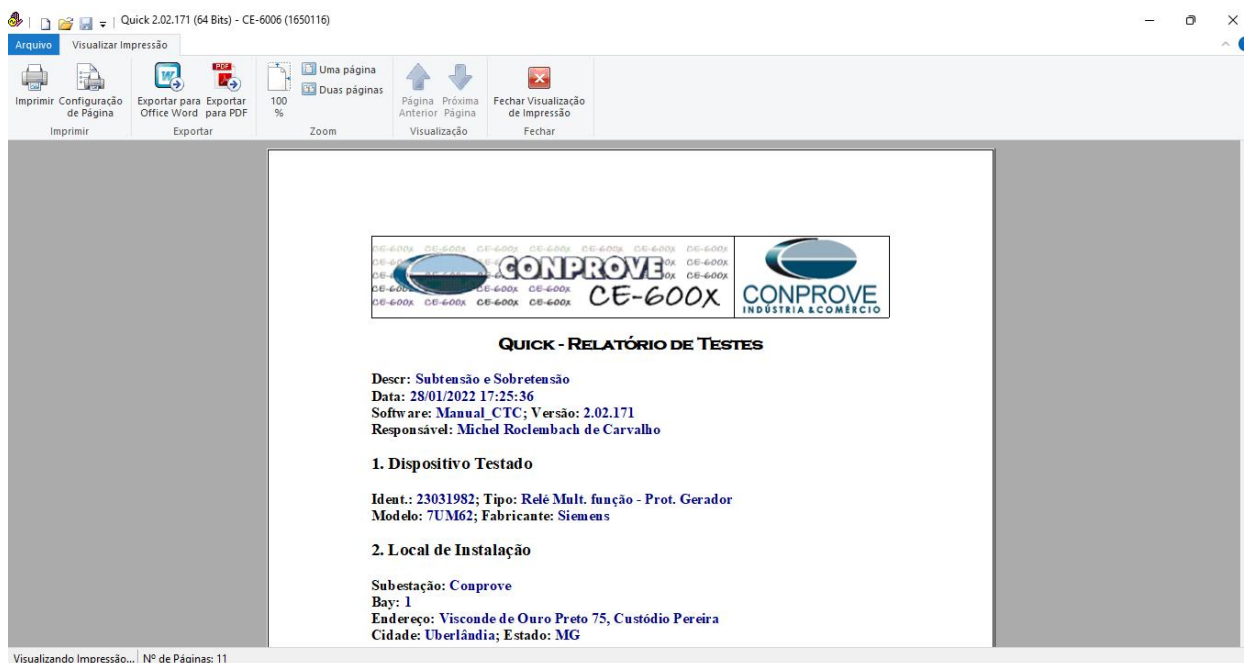 Quick 2.02.171 (64 Bits) - CE-6006 (1650116)
Arquivo Visualizar Impressão
Imprimir Configuração de Página
Exportar para Office Word Exportar para PDF
100 %
Uma página
Duas páginas
Página Anterior Próxima Página
Fechar Visualização de Impressão
Imprimir Exportar Zoom Visualização Fechar
CONPROVE
CE-600X
CONPROVE
INDÚSTRIA & COMÉRCIO
QUICK - RELATÓRIO DE TESTES
Descr: Subtensão e Sobretensão
Data: 28/01/2022 17:25:36
Software: Manual_CTC; Versão: 2.02.171
Responsável: Michel Roclembach de Carvalho
1. Dispositivo Testado
Ident.: 23031982; Tipo: Relé Mult. função - Prot. Gerador
Modelo: 7UM62; Fabricante: Siemens
2. Local de Instalação
Subestação: Conprove
Bay: 1
Endereço: Visconde de Ouro Preto 75, Custódio Pereira
Cidade: Uberlândia; Estado: MG
Visualizando Impressão... Nº de Páginas: 11